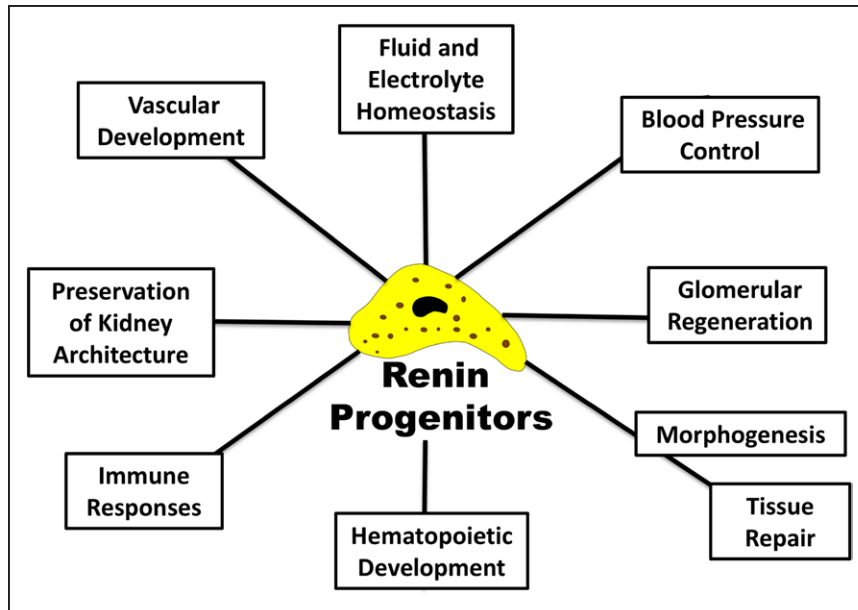 Fluid and
Electrolyte
Homeostasis
Vascular
Development
Blood Pressure
Control
Preservation
of Kidney
Architecture
Glomerular
Regeneration
Renin
Progenitors
Morphogenesis
Immune
Responses
Tissue
Repair
Hematopoietic
Development